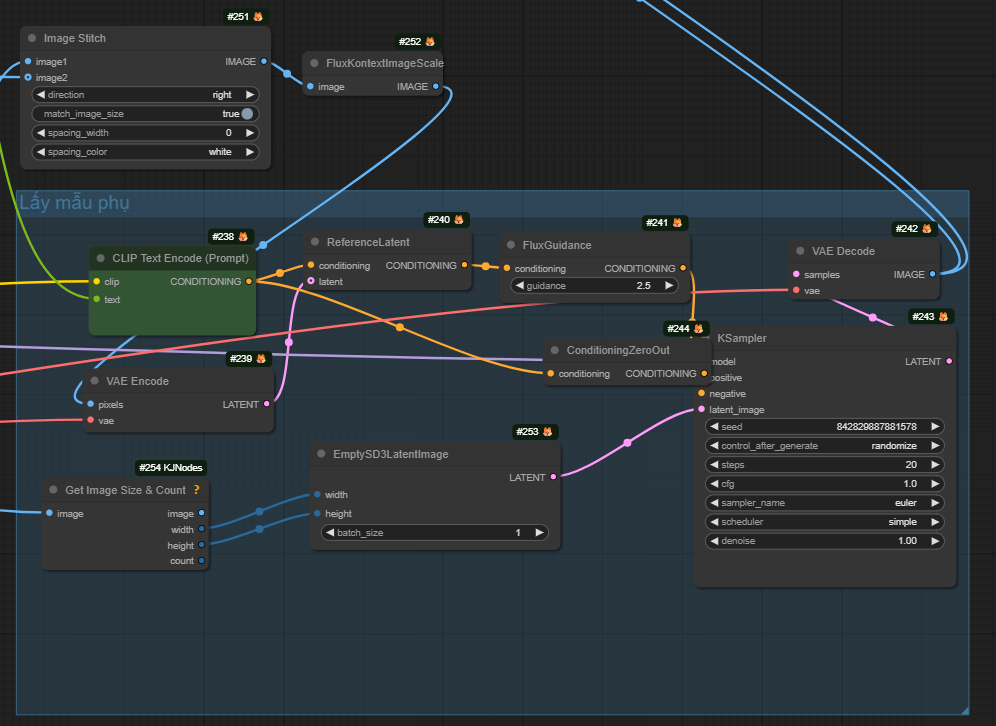 #251
Image Stitch
image1
IMAGE
image2
direction
right
match_image_size
true
spacing_width
0
spacing_color
white
#252
FluxKontextImageScale
image
IMAGE
Lấy mẫu phụ
#238
CLIP Text Encode (Prompt)
clip
CONDITIONING
text
#240
ReferenceLatent
conditioning
CONDITIONING
latent
#241
FluxGuidance
conditioning
CONDITIONING
guidance
2.5
#242
VAE Decode
samples
IMAGE
vae
#239
VAE Encode
pixels
LATENT
vae
#244
ConditioningZeroOut
conditioning
CONDITIONING
#243
KSampler
model
LATENT
positive
negative
latent_image
seed
842829887881578
control_after_generate
randomize
steps
20
cfg
1.0
sampler_name
euler
scheduler
simple
denoise
1.00
#253
EmptySD3LatentImage
LATENT
width
height
batch_size
1
#254 KJNodes
Get Image Size & Count ?
image
image
width
height
count